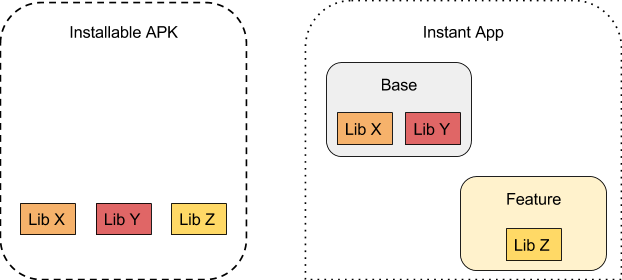 Installable APK
Lib X
Lib Y
Lib Z
Instant App
Base
Lib X
Lib Y
Feature
Lib Z